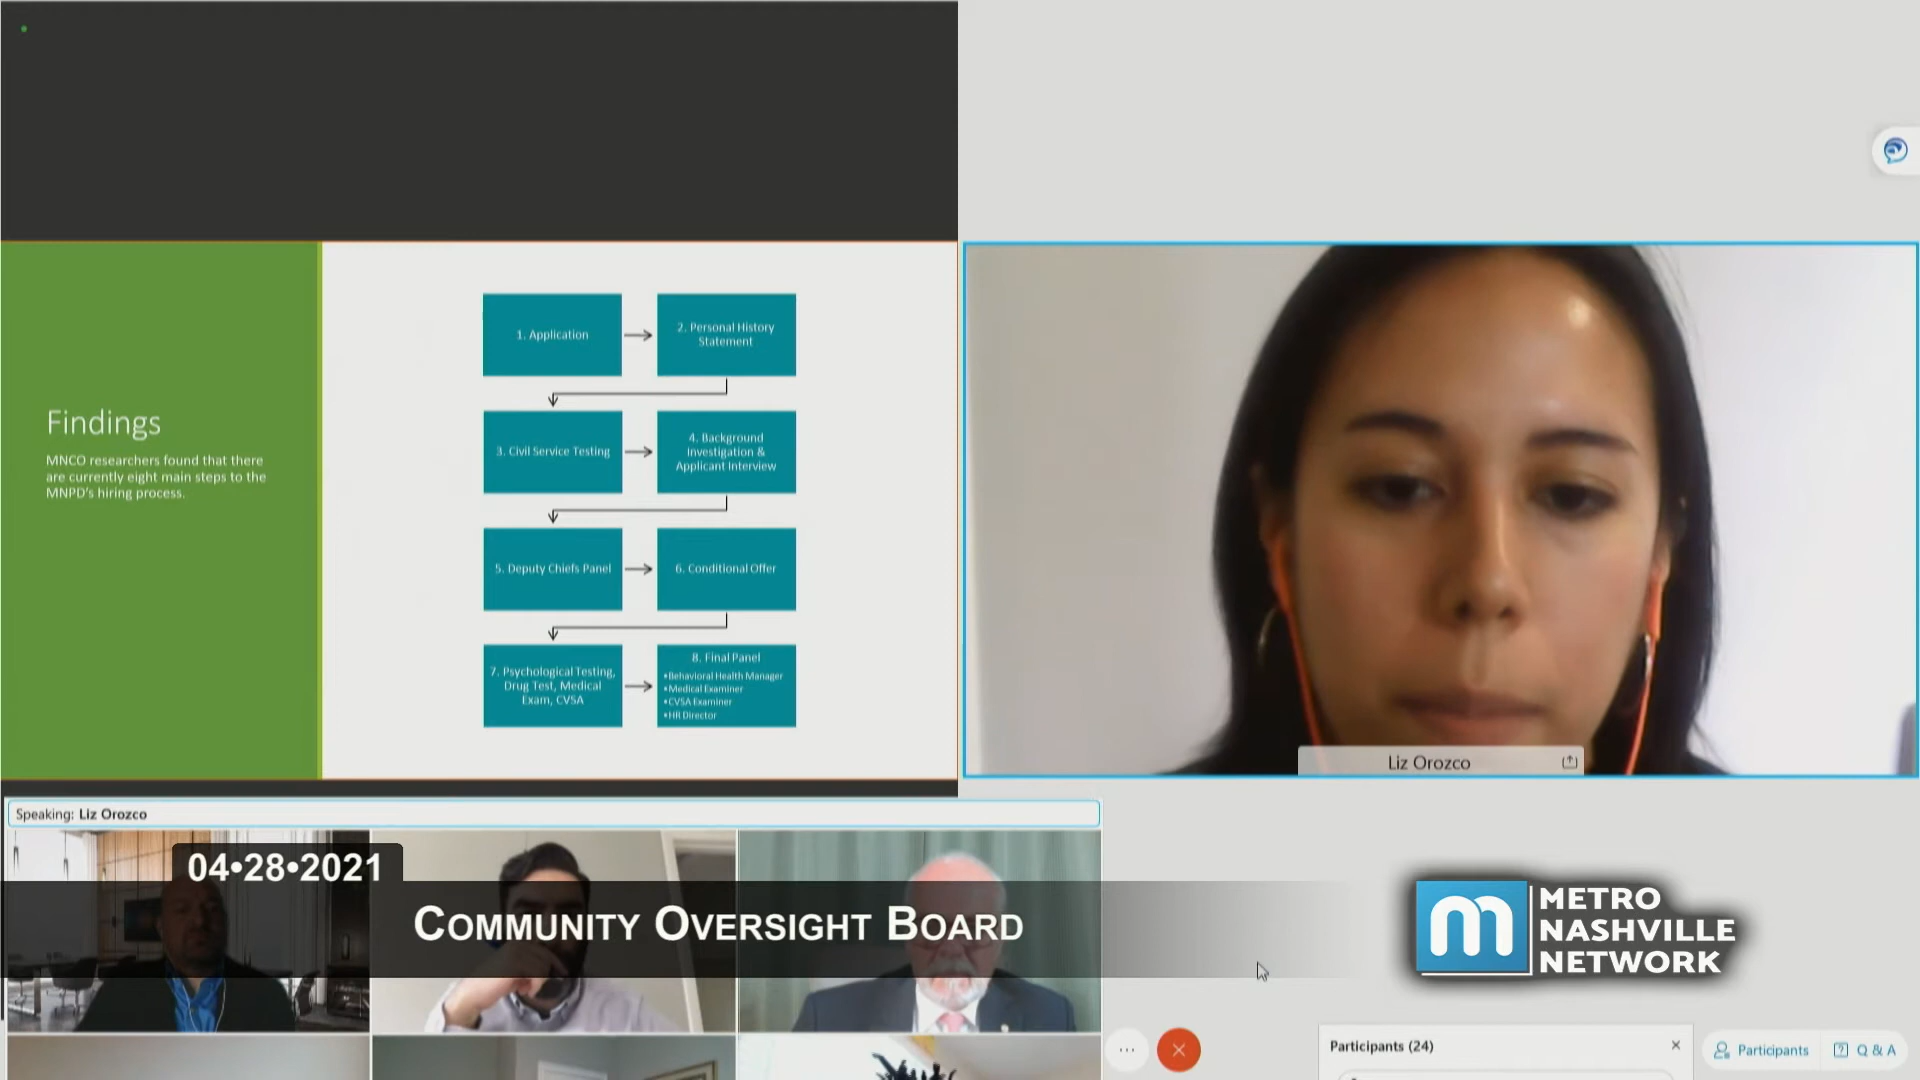 Findings
MNCO researchers found that there
are currently eight main steps to the
MNPD's hiring process.
1. Application
2. Personal History
Statement
3. Civil Service Testing
4. Background
Investigation &
Applicant Interview
5. Deputy Chiefs Panel
6. Conditional Offer
7. Psychological Testing,
Drug Test, Medical
Exam, CVSA
8. Final Panel
•Behavioral Health Manager
•Medical Examiner
•CVSA Examiner
•HR Director
Liz Orozco
Speaking: Liz Orozco
04•28•2021
COMMUNITY OVERSIGHT BOARD
m
METRO
NASHVILLE
NETWORK
Participants (24)
Participants
Q & A